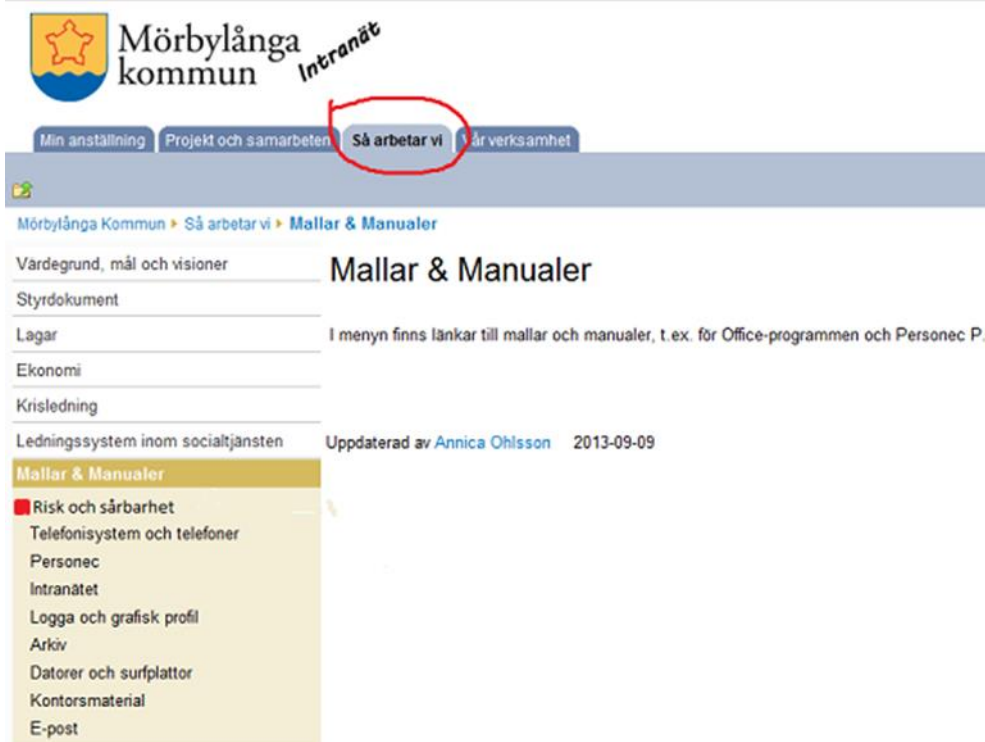 Mörbylånga
kommun
Intranät
Min anställning
Projekt och samarbeten
Så arbetar vi
Vår verksamhet
Mörbylånga Kommun Så arbetar vi Mallar & Manualer
Värdegrund, mål och visioner
Styrdokument
Lagar
Ekonomi
Krisledning
Ledningssystem inom socialtjänsten
Mallar & Manualer
Risk och sårbarhet
Telefonisystem och telefoner
Personec
Intranätet
Logga och grafisk profil
Arkiv
Datorer och surfplattor
Kontorsmaterial
E-post
Mallar & Manualer
I menyn finns länkar till mallar och manualer, t.ex. för Office-programmen och Personec P.
Uppdaterad av Annica Ohlsson 2013-09-09